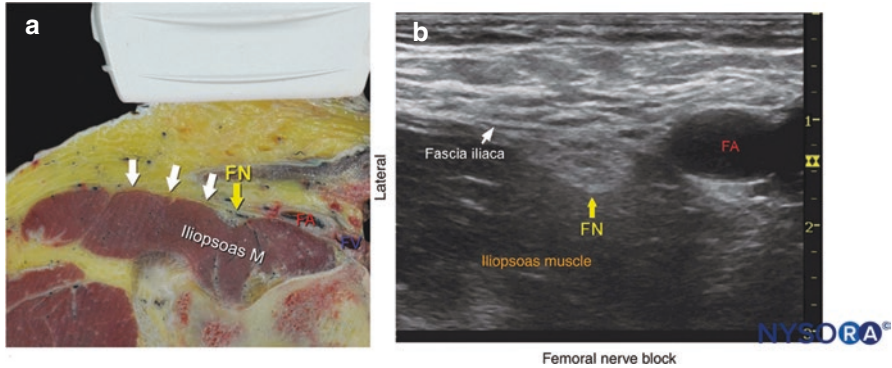 a
FN
FA
FV
Iliopsoas M
Lateral
b
Fascia iliaca
FA
FN
Iliopsoas muscle
1
2
NYSORA©
Femoral nerve block